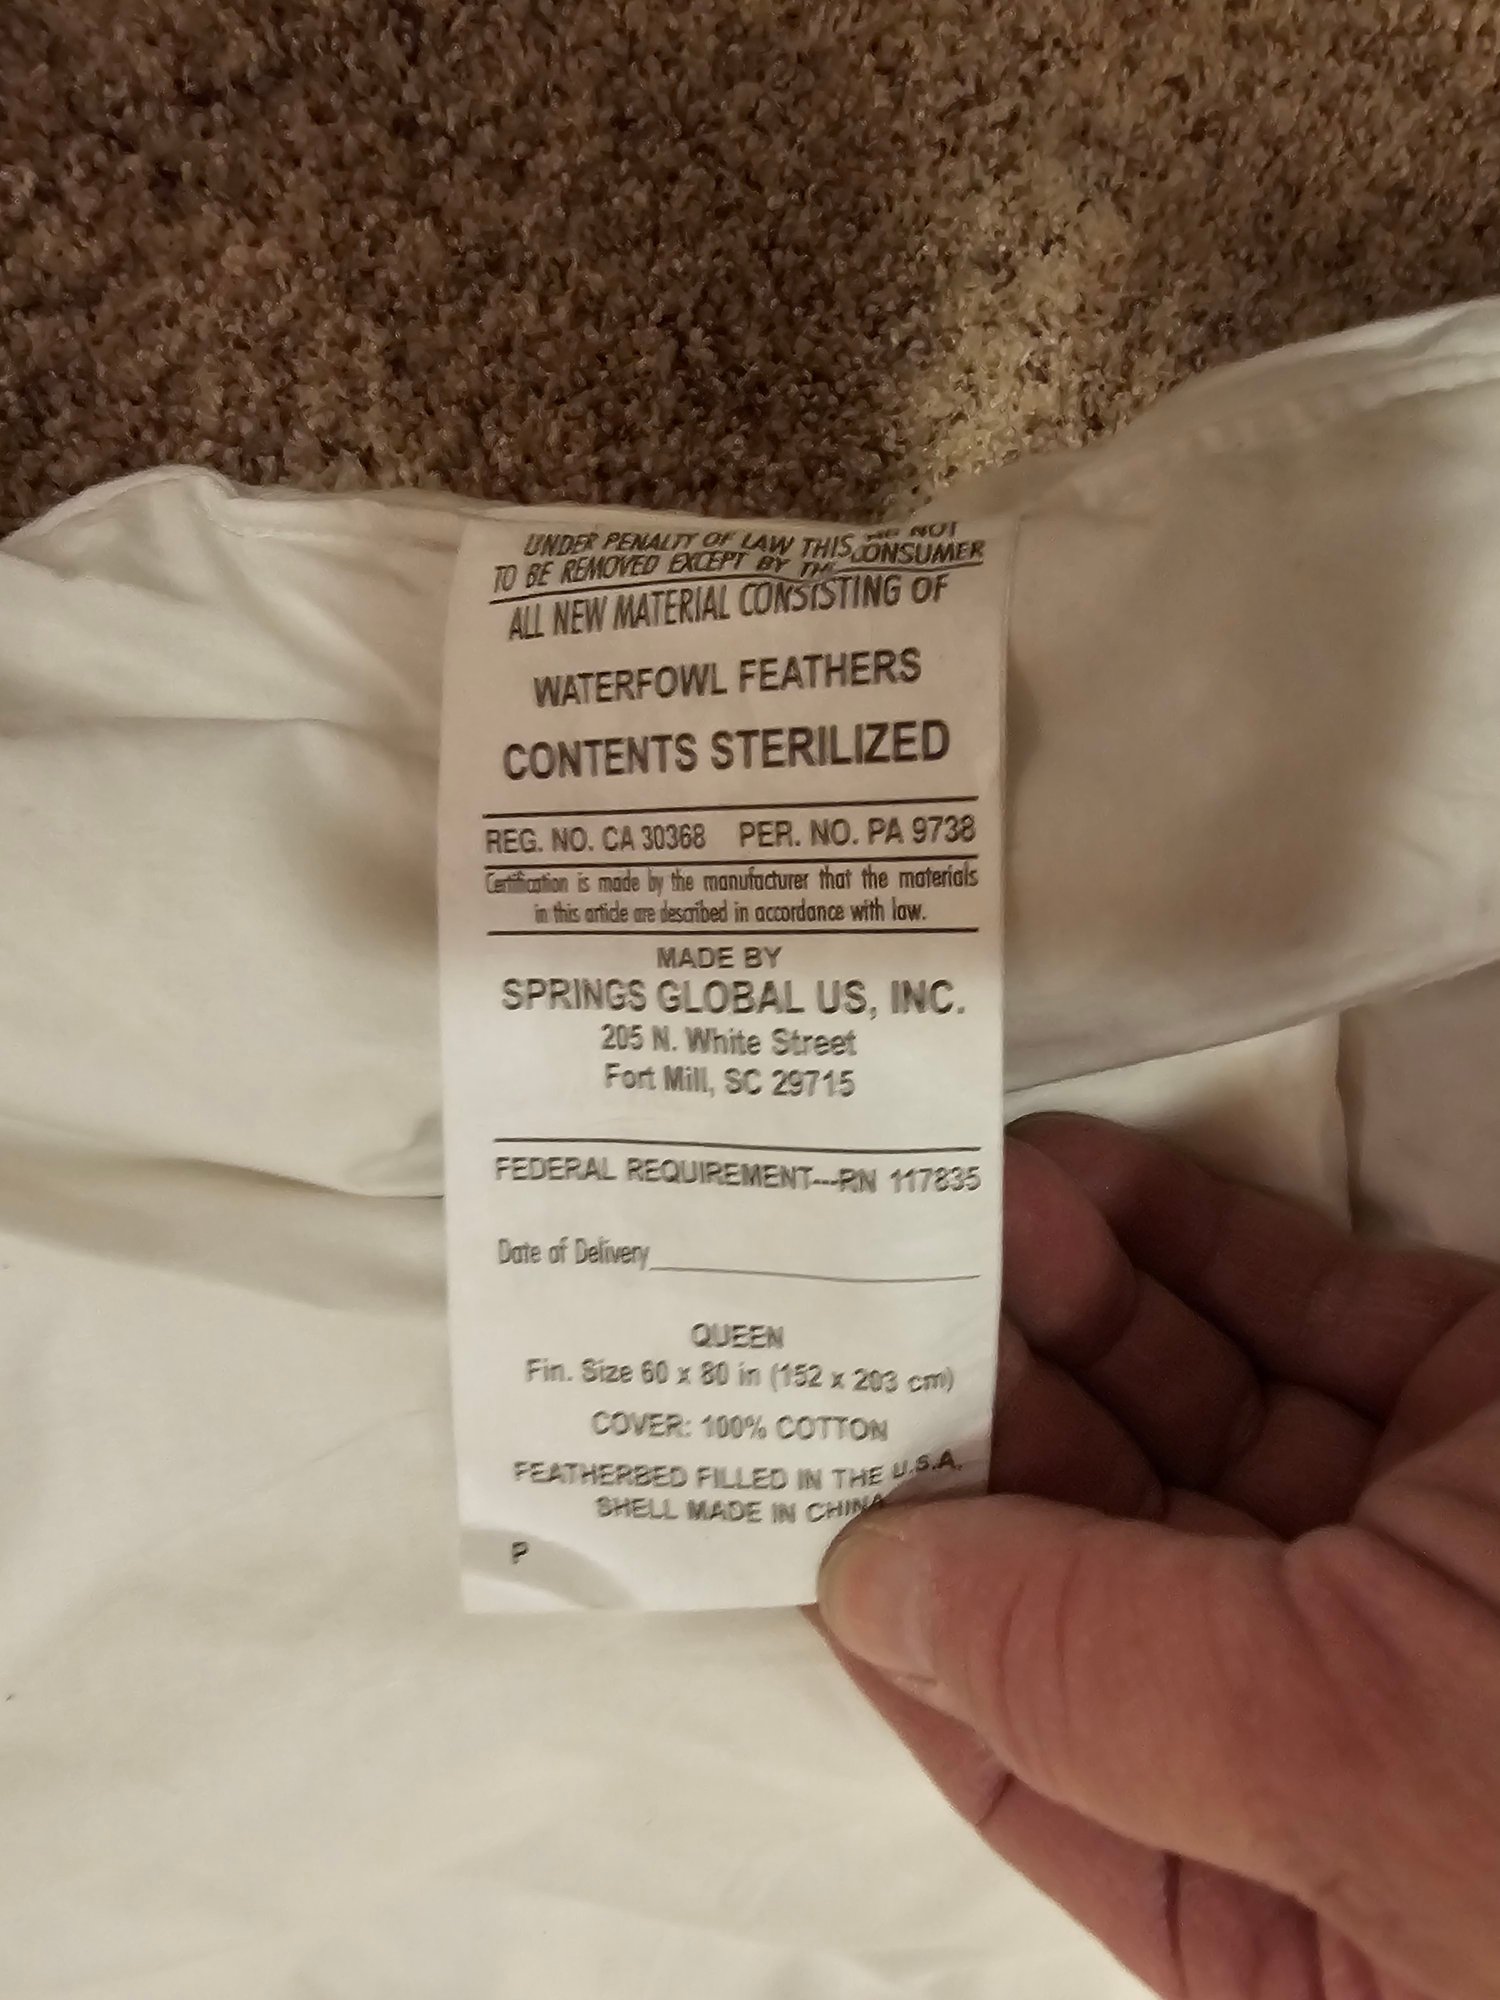 UNDER PENALTY OF LAW THIS NOT
TO BE REMOVED EXCEPT BY THE CONSUMER
ALL NEW MATERIAL CONSISTING OF
WATERFOWL FEATHERS
CONTENTS STERILIZED
REG. NO. CA 30368 PER. NO. PA 9738
Certification is made by the manufacturer that the materials
in this article are described in accordance with law.
MADE BY
SPRINGS GLOBAL US, INC.
205 N. White Street
Fort Mill, SC 29715
FEDERAL REQUIREMENT---RN 117835
Date of Delivery
QUEEN
Fin. Size 60 x 80 in (152 x 203 cm)
COVER: 100% COTTON
FEATHERBED FILLED IN THE U.S.A.
SHELL MADE IN CHINA
P